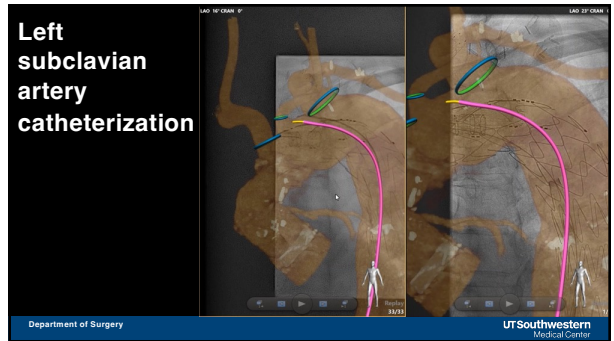 Left
subclavian
artery
catheterization
LAO 16° CRAN 0°
LAO 23° CRAN
Replay
33/33
1/
Department of Surgery
UTSouthwestern
Medical Center